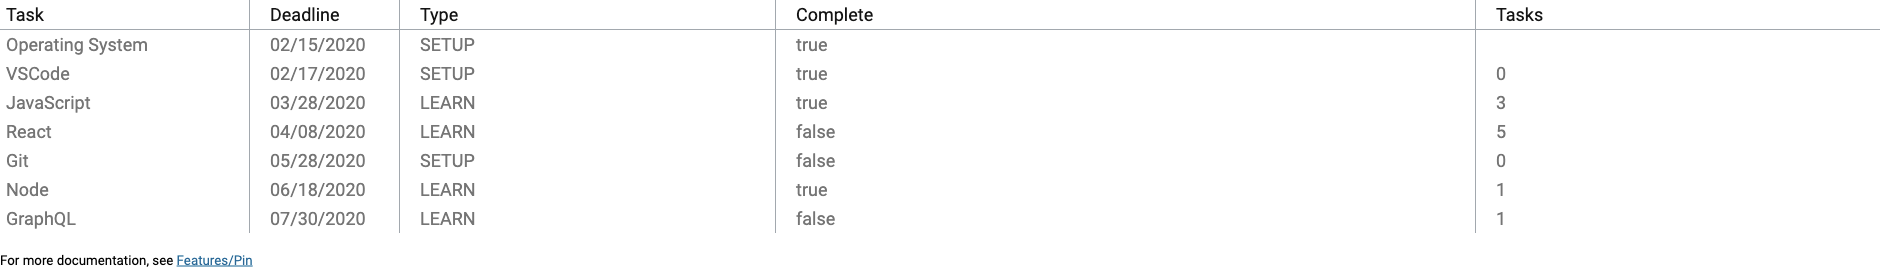 Task Deadline Type Complete Tasks
Operating System 02/15/2020 SETUP true
VSCode 02/17/2020 SETUP true 0
JavaScript 03/28/2020 LEARN true 3
React 04/08/2020 LEARN false 5
Git 05/28/2020 SETUP false 0
Node 06/18/2020 LEARN true 1
GraphQL 07/30/2020 LEARN false 1
For more documentation, see Features/Pin